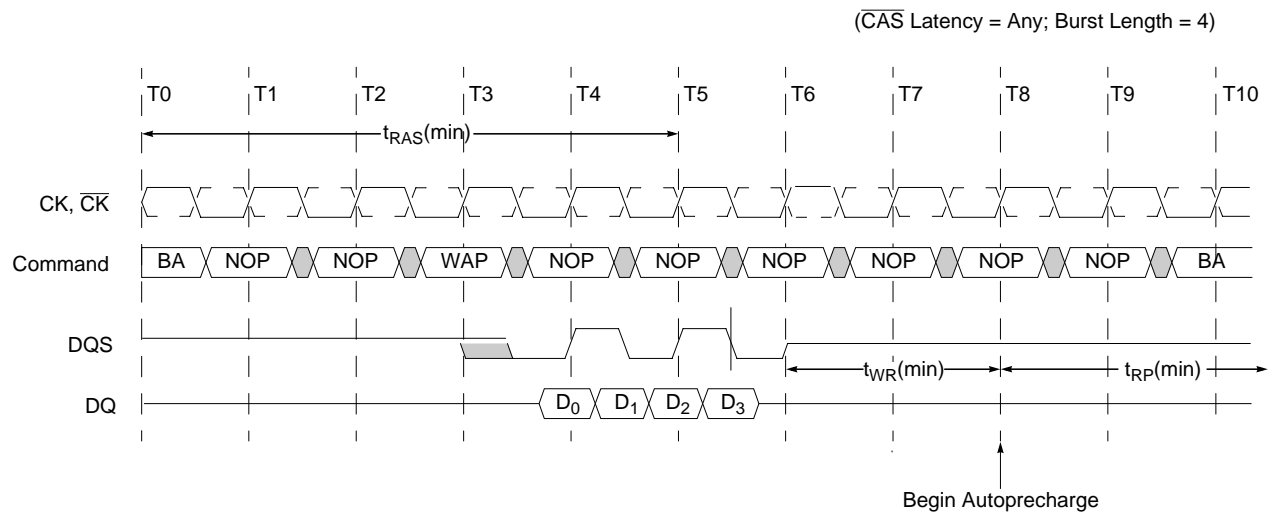 (C̅A̅S̅ Latency = Any; Burst Length = 4)
T0 T1 T2 T3 T4 T5 T6 T7 T8 T9 T10
tRAS(min)
CK, C̅K̅
Command BA NOP NOP WAP NOP NOP NOP NOP NOP NOP BA
DQS
tWR(min) tRP(min)
DQ D0 D1 D2 D3
Begin Autoprecharge